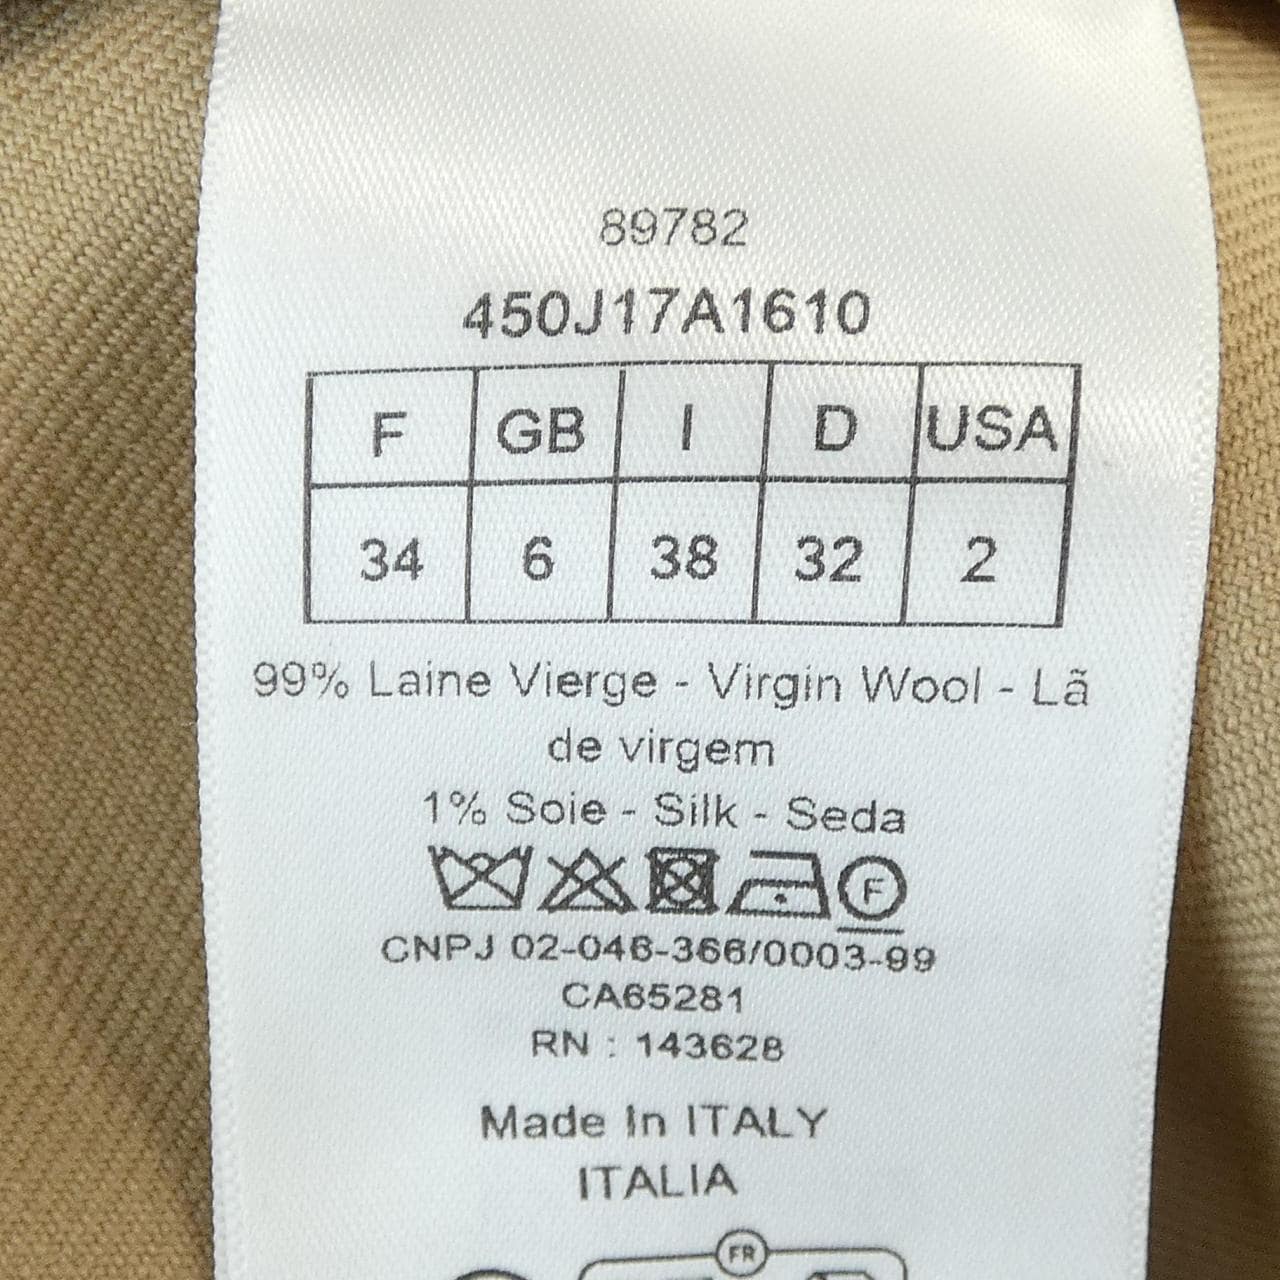 89782
450J17A1610
F GB I D USA
34 6 38 32 2
99% Laine Vierge - Virgin Wool - Lã
de virgem
1% Soie - Silk - Seda
F
CNPJ 02-046-366/0003-99
CA65281
RN : 143628
Made In ITALY
ITALIA
FR